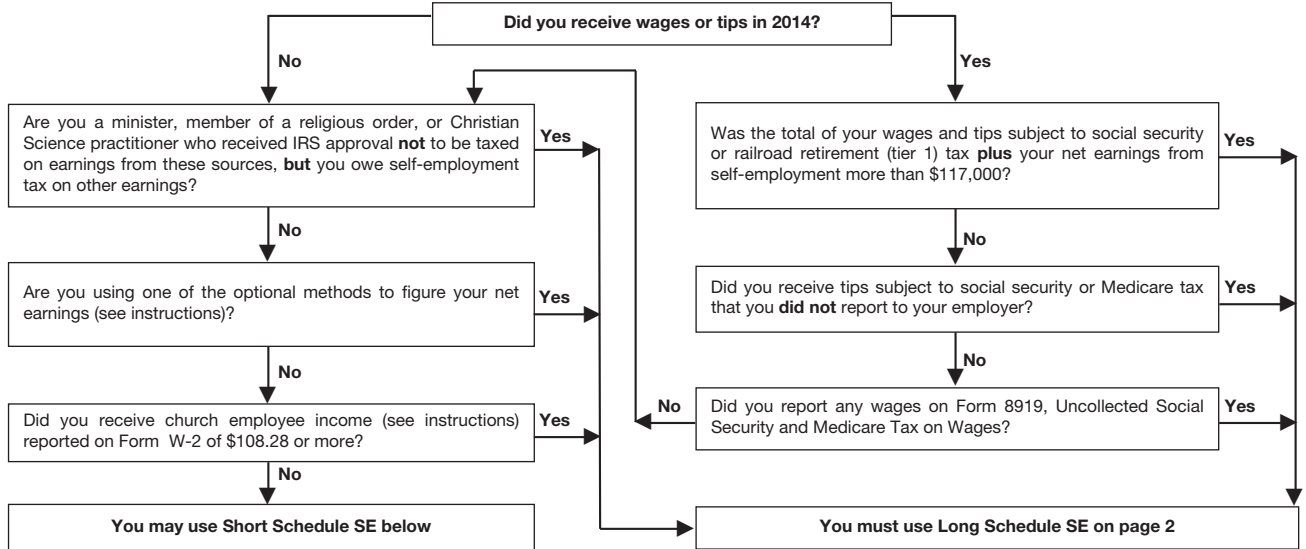 Did you receive wages or tips in 2014?
No
Yes
Are you a minister, member of a religious order, or Christian
Science practitioner who received IRS approval not to be taxed
on earnings from these sources, but you owe self-employment
tax on other earnings?
Yes
No
Are you using one of the optional methods to figure your net
earnings (see instructions)?
Yes
No
Did you receive church employee income (see instructions)
reported on Form W-2 of $108.28 or more?
Yes
No
You may use Short Schedule SE below
Was the total of your wages and tips subject to social security
or railroad retirement (tier 1) tax plus your net earnings from
self-employment more than $117,000?
Yes
No
Did you receive tips subject to social security or Medicare tax
that you did not report to your employer?
Yes
No
No
Did you report any wages on Form 8919, Uncollected Social
Security and Medicare Tax on Wages?
Yes
You must use Long Schedule SE on page 2